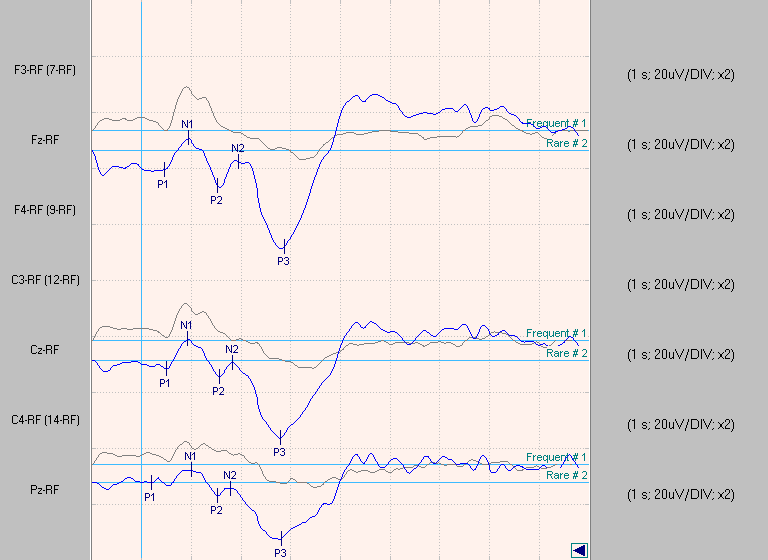 F3-RF (7-RF) (1 s; 20uV/DIV; x2)
N1 Frequent # 1
Fz-RF N2 Rare # 2 (1 s; 20uV/DIV; x2)
P1
P2
F4-RF (9-RF) (1 s; 20uV/DIV; x2)
P3
C3-RF (12-RF) (1 s; 20uV/DIV; x2)
N1 Frequent # 1
Cz-RF N2 Rare # 2 (1 s; 20uV/DIV; x2)
P1
P2
C4-RF (14-RF) (1 s; 20uV/DIV; x2)
P3
N1 Frequent # 1
N2 Rare # 2
Pz-RF P1 (1 s; 20uV/DIV; x2)
P2
P3